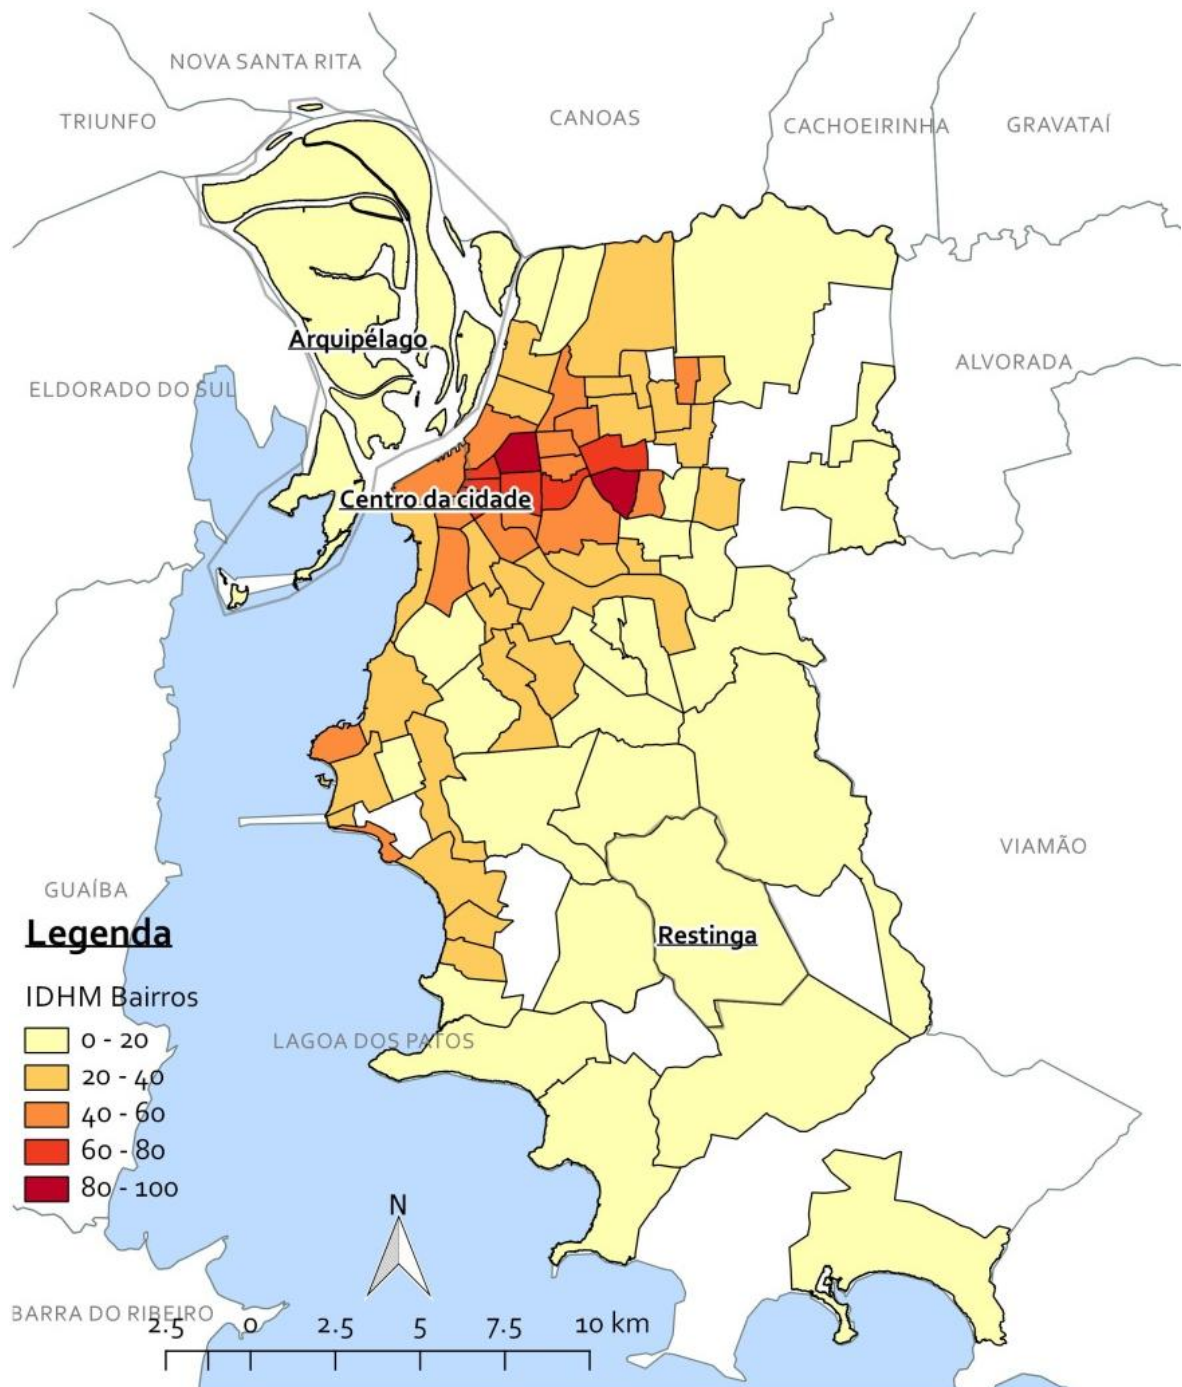 NOVA SANTA RITA
TRIUNFO
CANOAS
CACHOEIRINHA
GRAVATAÍ
Arquipélago
ELDORADO DO SUL
ALVORADA
Centro da cidade
VIAMÃO
GUAÍBA
Legenda
Restinga
IDHM Bairros
0 - 20
LAGOA DOS PATOS
20 - 40
40 - 60
60 - 80
80 - 100
N
BARRA DO RIBEIRO
2.5 0 2.5 5 7.5 10 km